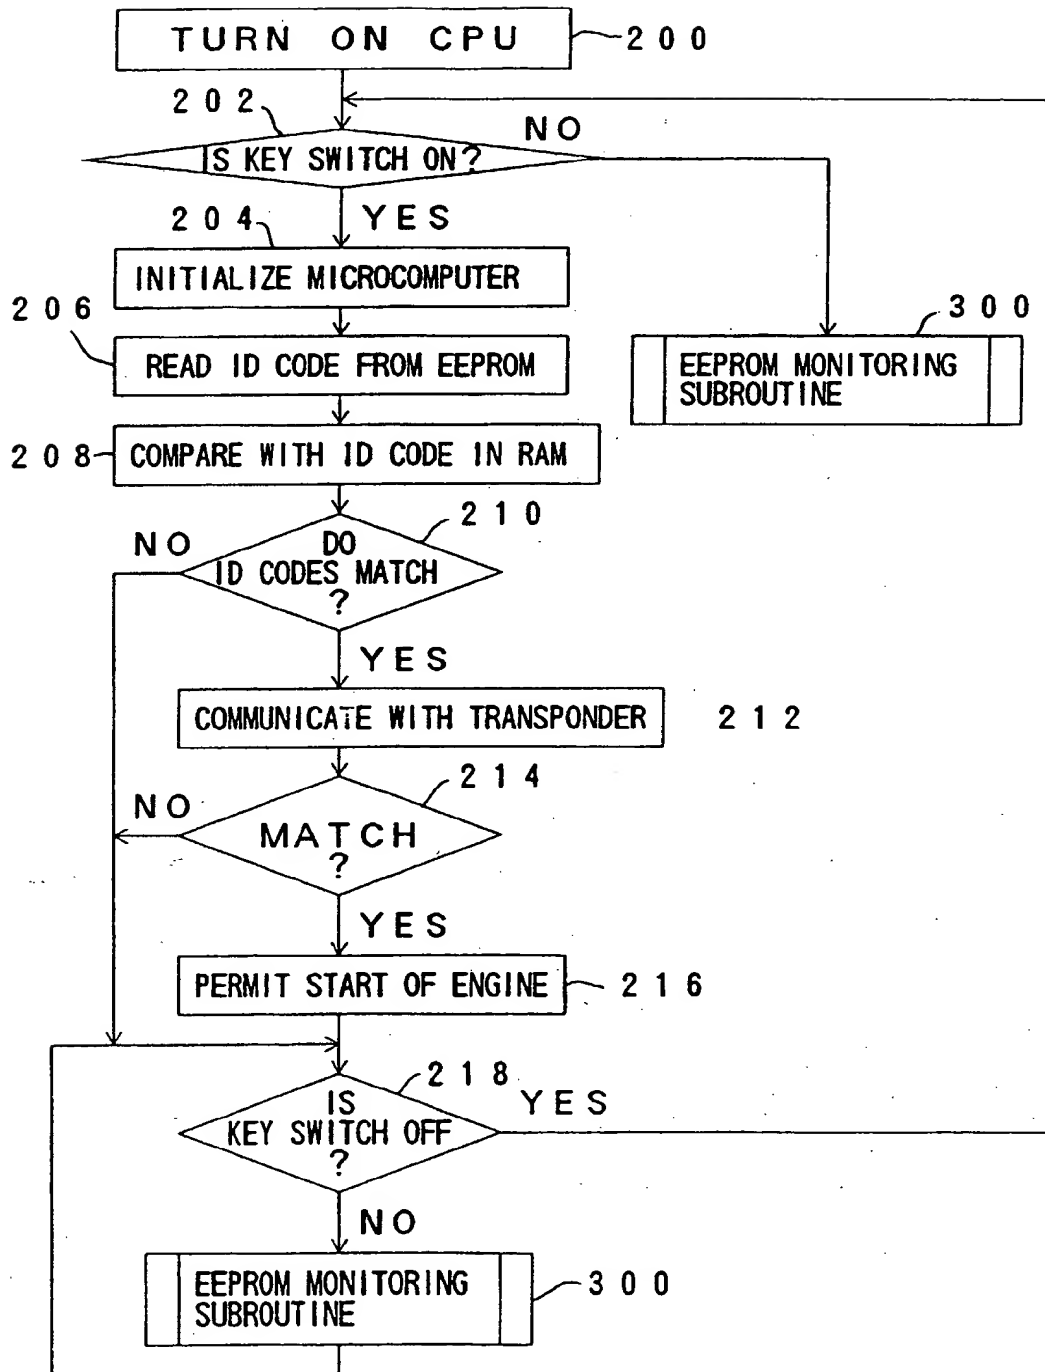 TURN ON CPU
200
202
NO
IS KEY SWITCH ON?
204
YES
INITIALIZE MICROCOMPUTER
206
300
READ ID CODE FROM EEPROM
EEPROM MONITORING
SUBROUTINE
208
COMPARE WITH ID CODE IN RAM
210
NO
DO
ID CODES MATCH
?
YES
COMMUNICATE WITH TRANSPONDER
212
214
NO
MATCH
?
YES
PERMIT START OF ENGINE
216
218
IS
KEY SWITCH OFF
?
YES
NO
EEPROM MONITORING
SUBROUTINE
300